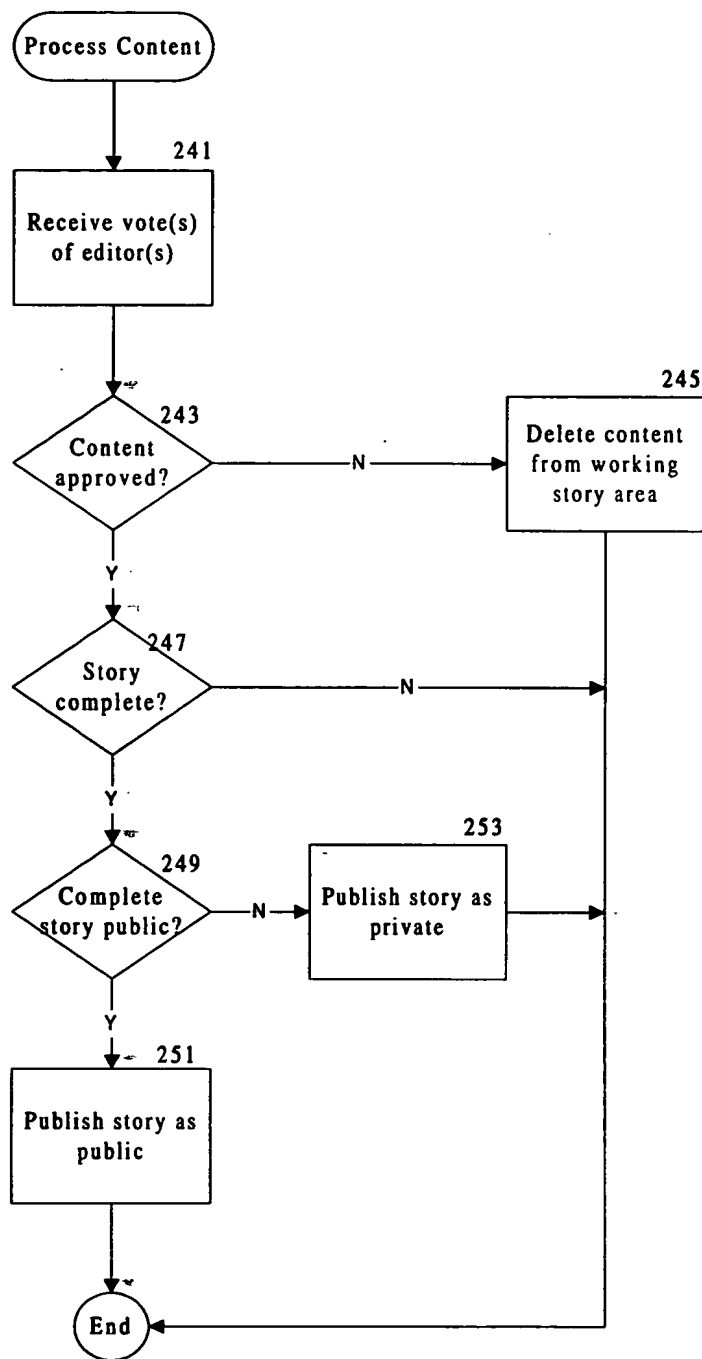 Process Content
241
Receive vote(s)
of editor(s)
243
Content
approved?
N
245
Delete content
from working
story area
Y
247
Story
complete?
N
Y
249
Complete
story public?
N
253
Publish story as
private
Y
251
Publish story as
public
End